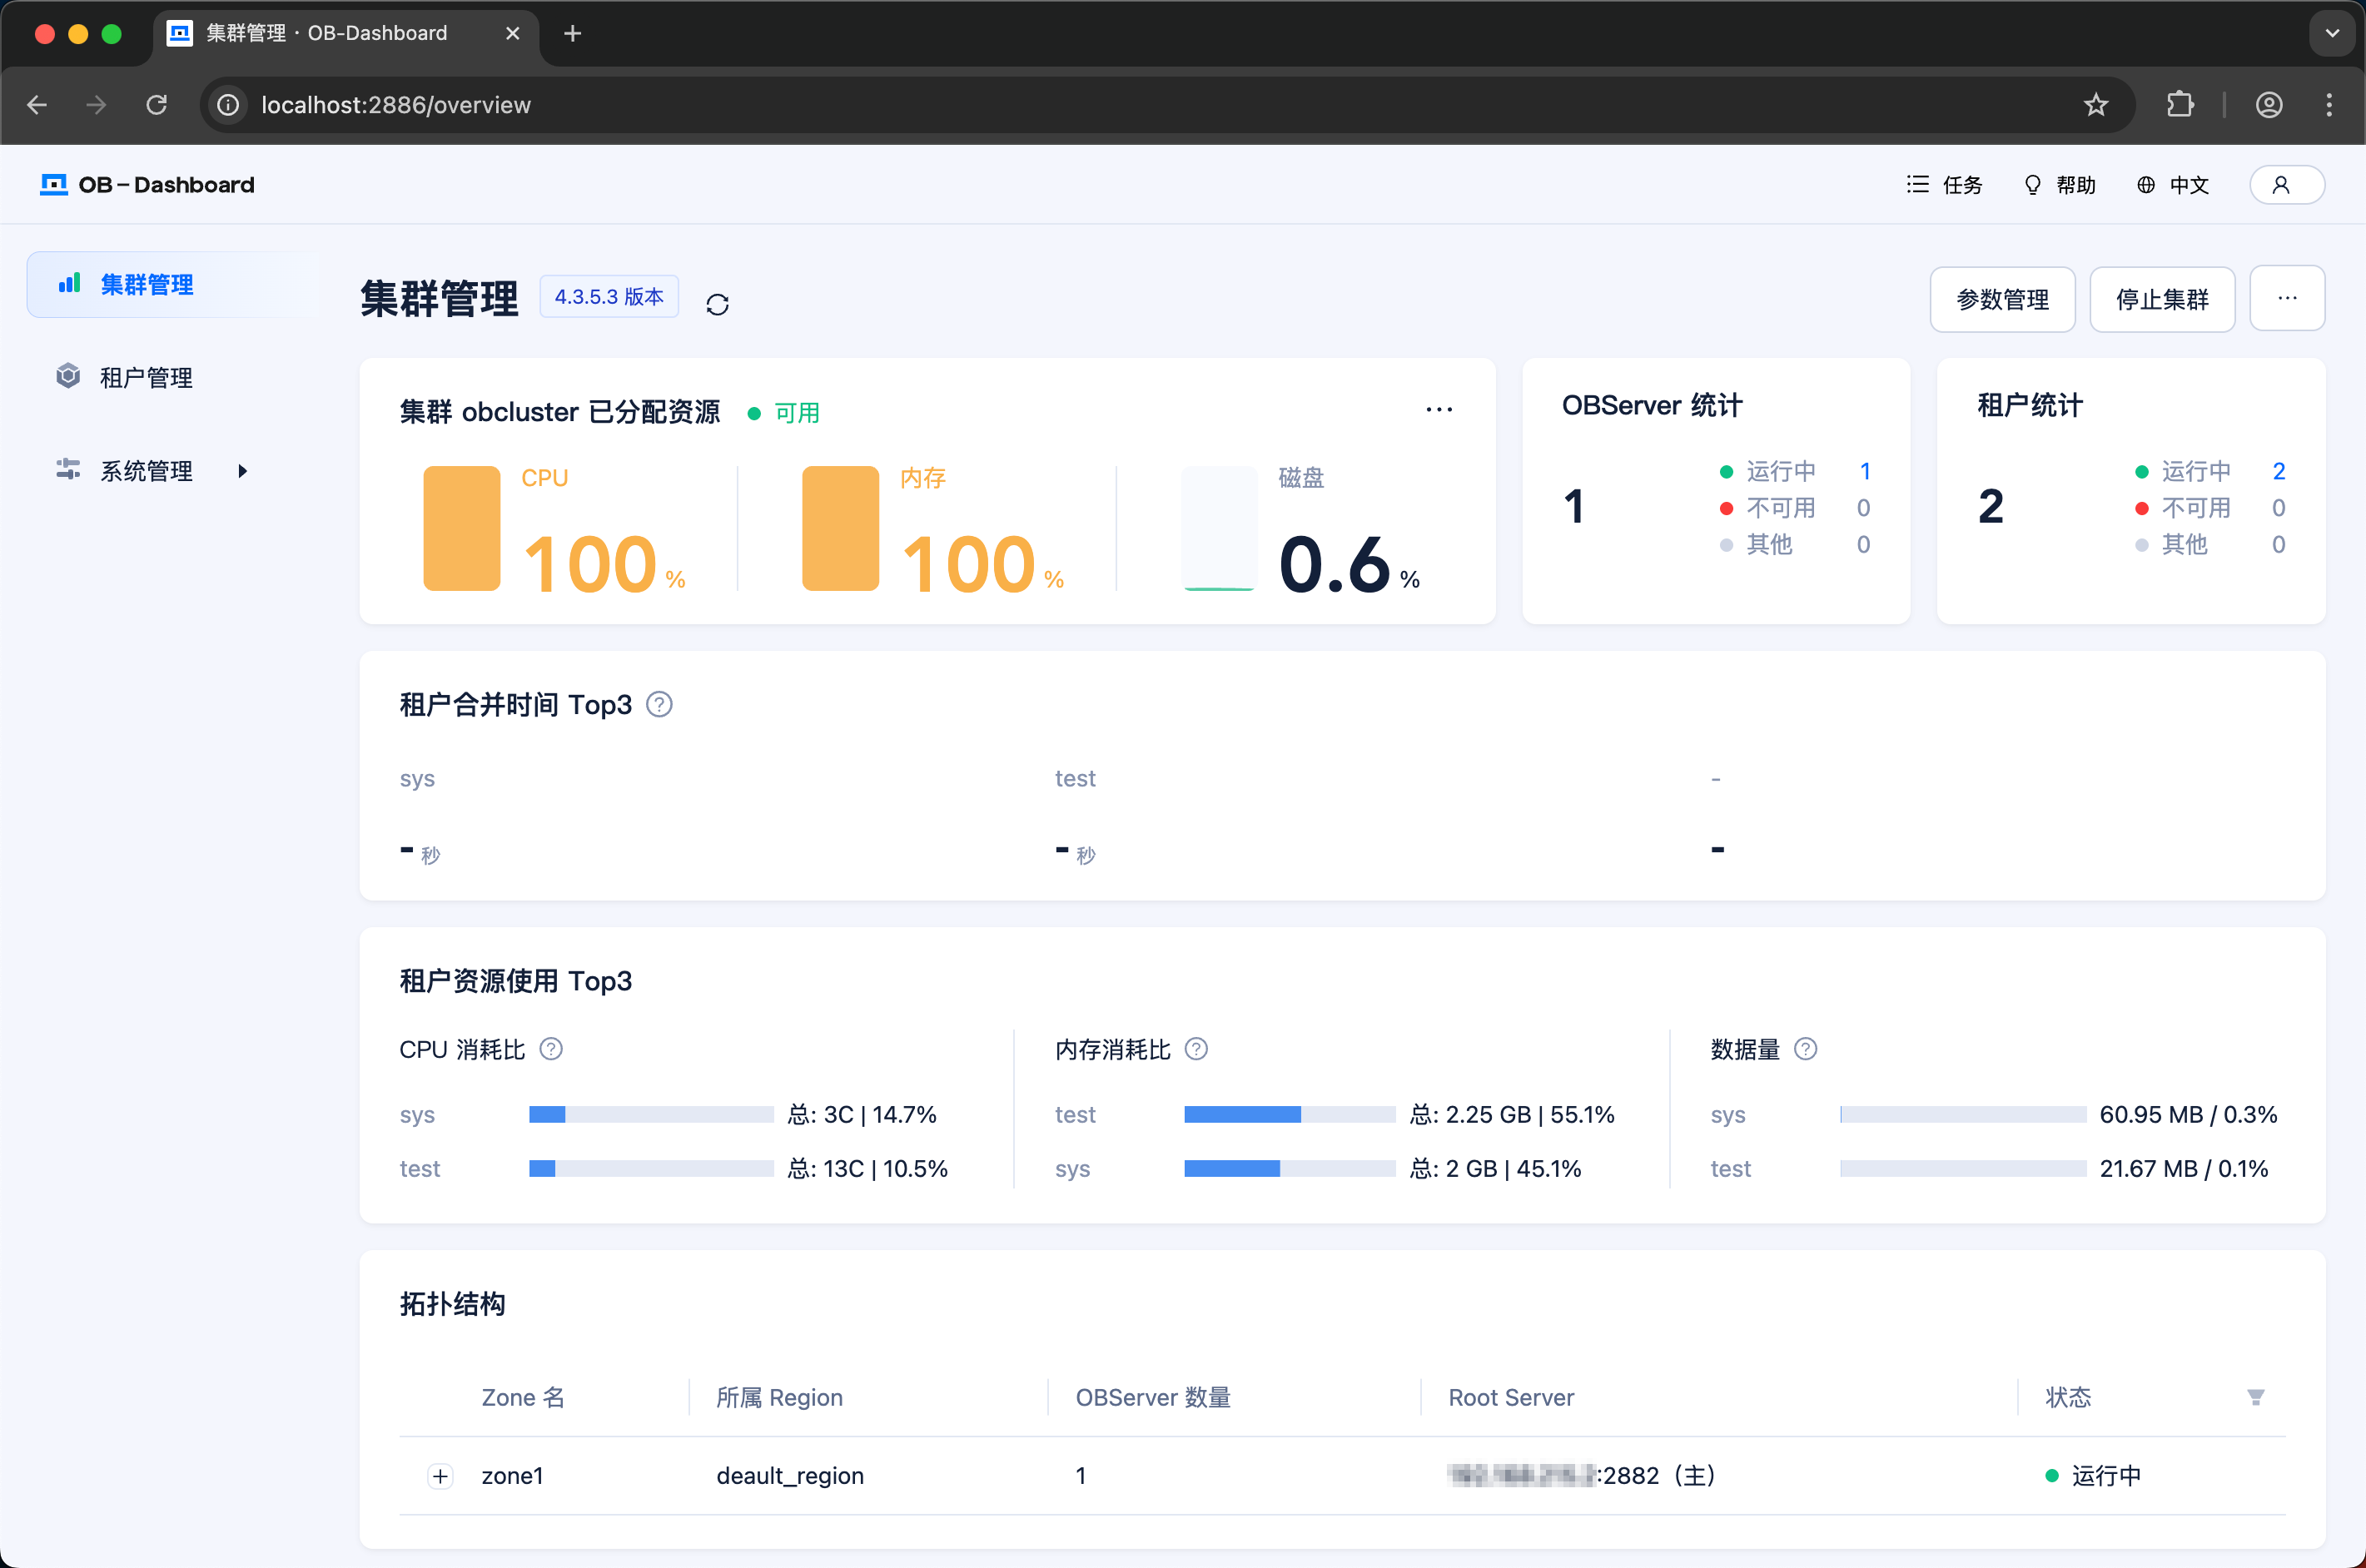 集群管理 · OB-Dashboard
localhost:2886/overview
OB – Dashboard
任务
帮助
中文
集群管理
租户管理
系统管理
集群管理
4.3.5.3 版本
参数管理
停止集群
集群 obcluster 已分配资源
可用
CPU
100 %
内存
100 %
磁盘
0.6 %
OBServer 统计
1
运行中 1
不可用 0
其他 0
租户统计
2
运行中 2
不可用 0
其他 0
租户合并时间 Top3
sys
- 秒
test
- 秒
-
-
租户资源使用 Top3
CPU 消耗比
sys 总: 3C | 14.7%
test 总: 13C | 10.5%
内存消耗比
test 总: 2.25 GB | 55.1%
sys 总: 2 GB | 45.1%
数据量
sys 60.95 MB / 0.3%
test 21.67 MB / 0.1%
拓扑结构
Zone 名 所属 Region OBServer 数量 Root Server 状态
zone1 deault_region 1 :2882（主） 运行中